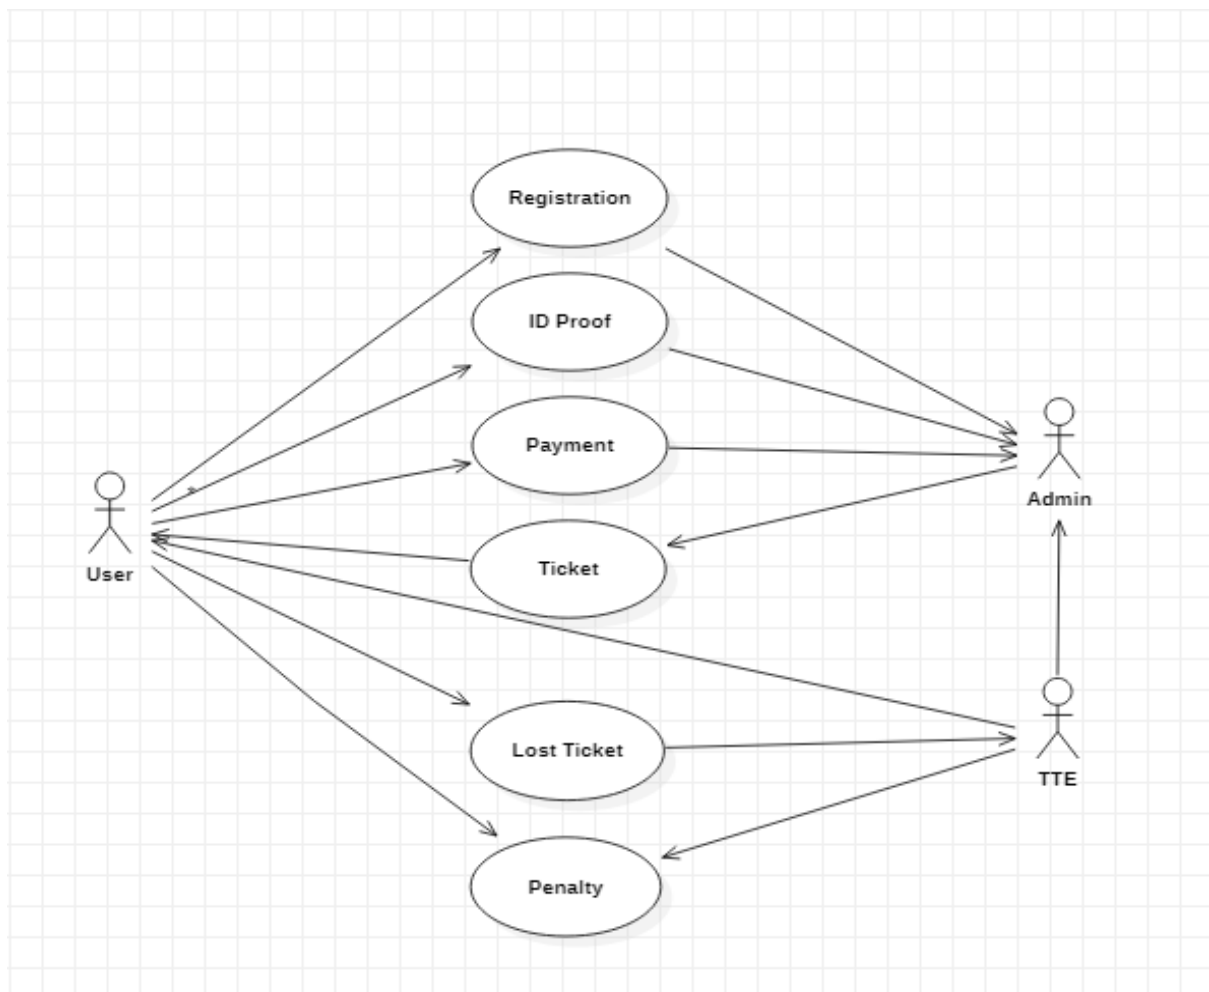 Registration
ID Proof
Payment
Admin
Ticket
User
Lost Ticket
TTE
Penalty